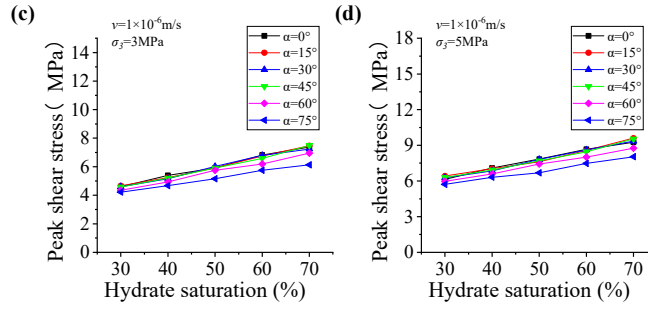 (c)
v=1×10⁻⁶m/s
σ₃=3MPa
α=0°
α=15°
α=30°
α=45°
α=60°
α=75°
Peak shear stress( MPa)
14
12
10
8
6
4
2
0
30 40 50 60 70
Hydrate saturation (%)
(d)
v=1×10⁻⁶m/s
σ₃=5MPa
α=0°
α=15°
α=30°
α=45°
α=60°
α=75°
Peak shear stress( MPa)
18
15
12
9
6
3
0
30 40 50 60 70
Hydrate saturation (%)